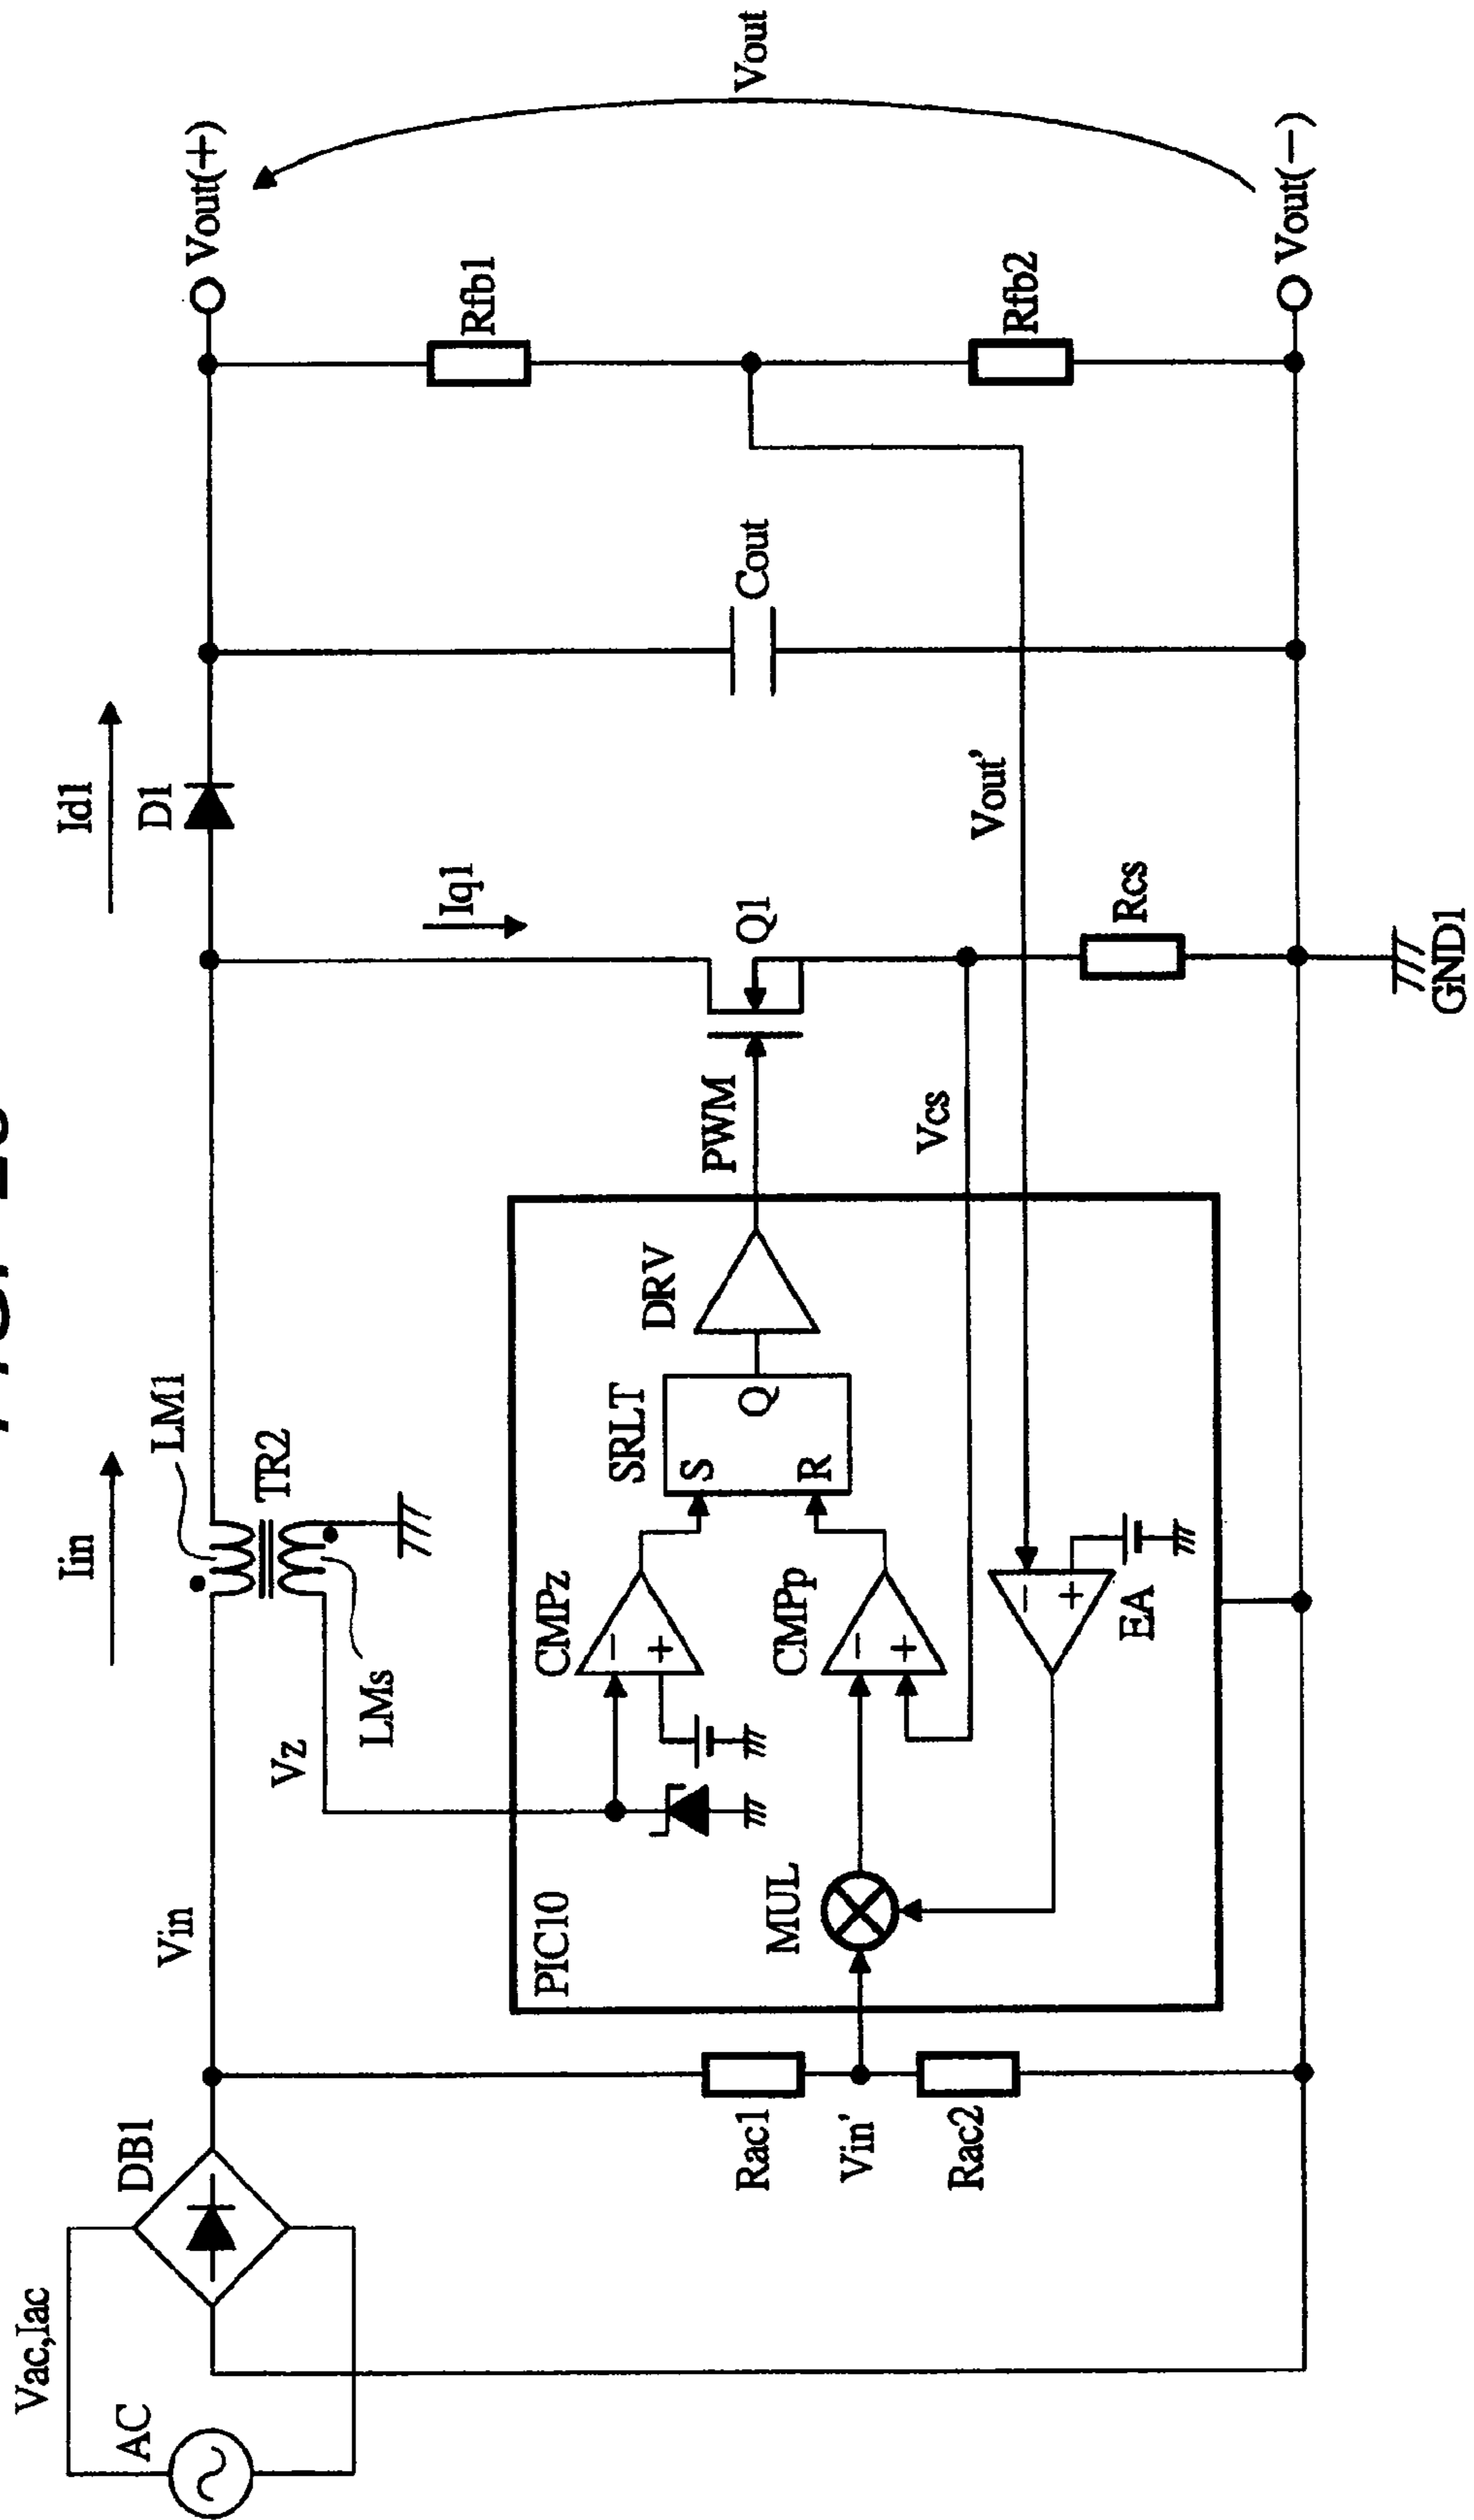 Vac,Iac
AC
DB1
Vin
Iin
LM1
TR2
LMs
Vz
Id1
D1
Iq1
Q1
PWM
Vcs
Vout'
Rcs
GND1
Cout
Rfb1
Rfb2
Vout(+)
Vout
Vout(−)
Rac1
Vin'
Rac2
PIC10
MUL
CMPz
−
+
CMPp
−
+
SRLT
S
R
Q
DRV
EA
−
+